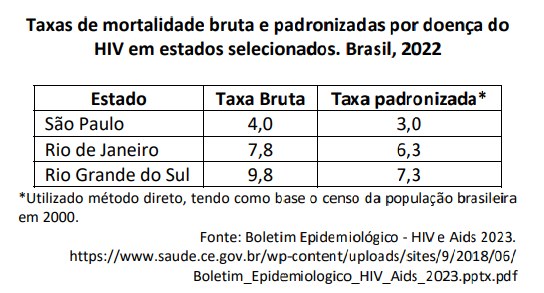 Taxas de mortalidade bruta e padronizadas por doença do
HIV em estados selecionados. Brasil, 2022
Estado Taxa Bruta Taxa padronizada*
São Paulo 4,0 3,0
Rio de Janeiro 7,8 6,3
Rio Grande do Sul 9,8 7,3
*Utilizado método direto, tendo como base o censo da população brasileira
em 2000.
Fonte: Boletim Epidemiológico - HIV e Aids 2023.
https://www.saude.ce.gov.br/wp-content/uploads/sites/9/2018/06/
Boletim_Epidemiologico_HIV_Aids_2023.pptx.pdf